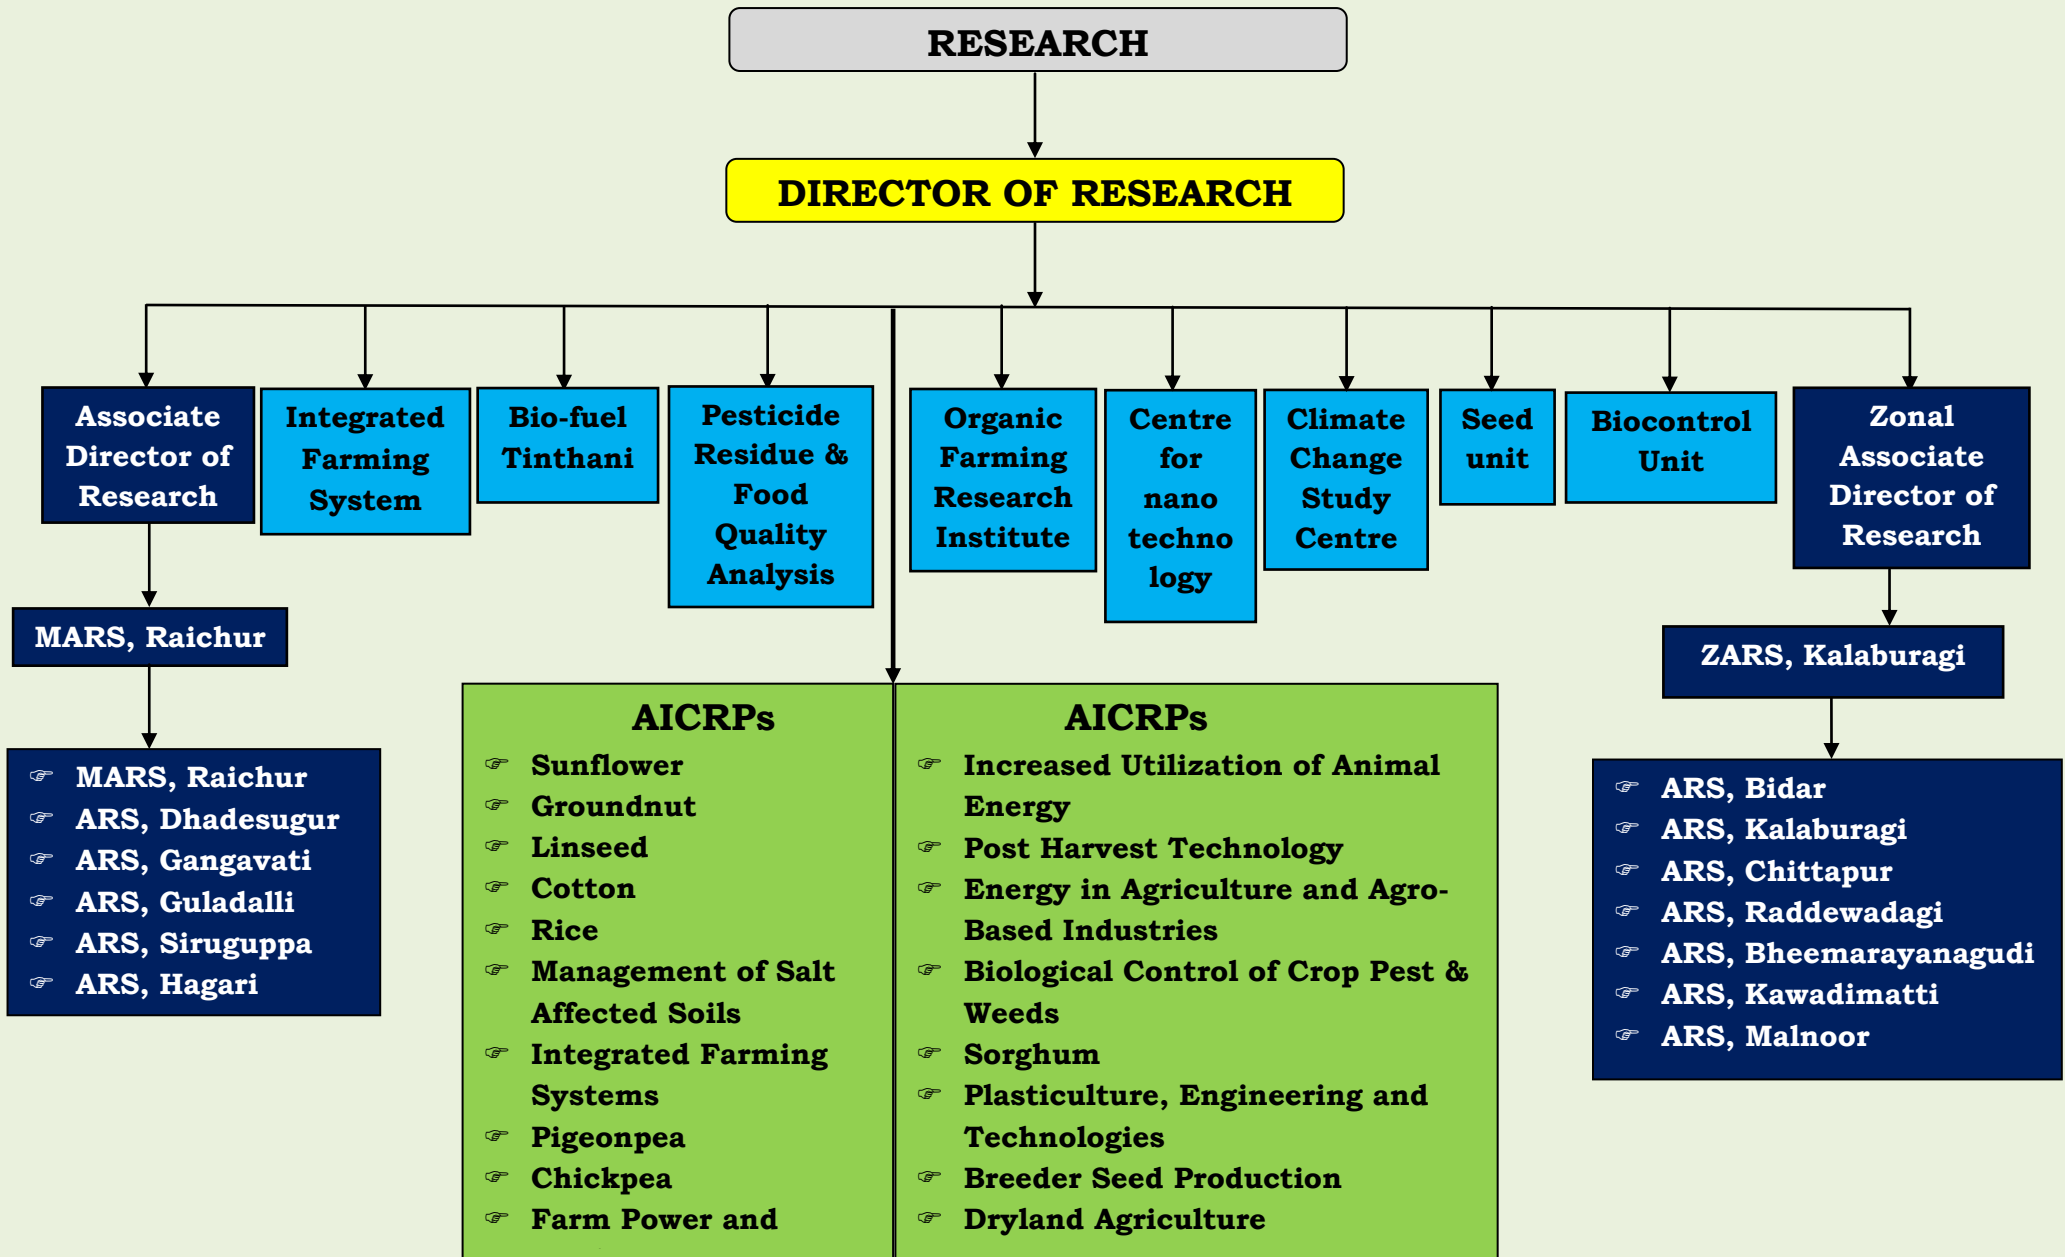 RESEARCH
DIRECTOR OF RESEARCH
Associate
Director of
Research
Integrated
Farming
System
Bio-fuel
Tinthani
Pesticide
Residue &
Food
Quality
Analysis
Organic
Farming
Research
Institute
Centre
for
nano
techno
logy
Climate
Change
Study
Centre
Seed
unit
Biocontrol
Unit
Zonal
Associate
Director of
Research
MARS, Raichur
ZARS, Kalaburagi
MARS, Raichur
ARS, Dhadesugur
ARS, Gangavati
ARS, Guladalli
ARS, Siruguppa
ARS, Hagari
AICRPs
Sunflower
Groundnut
Linseed
Cotton
Rice
Management of Salt
Affected Soils
Integrated Farming
Systems
Pigeonpea
Chickpea
Farm Power and
AICRPs
Increased Utilization of Animal
Energy
Post Harvest Technology
Energy in Agriculture and Agro-
Based Industries
Biological Control of Crop Pest &
Weeds
Sorghum
Plasticulture, Engineering and
Technologies
Breeder Seed Production
Dryland Agriculture
ARS, Bidar
ARS, Kalaburagi
ARS, Chittapur
ARS, Raddewadagi
ARS, Bheemarayanagudi
ARS, Kawadimatti
ARS, Malnoor